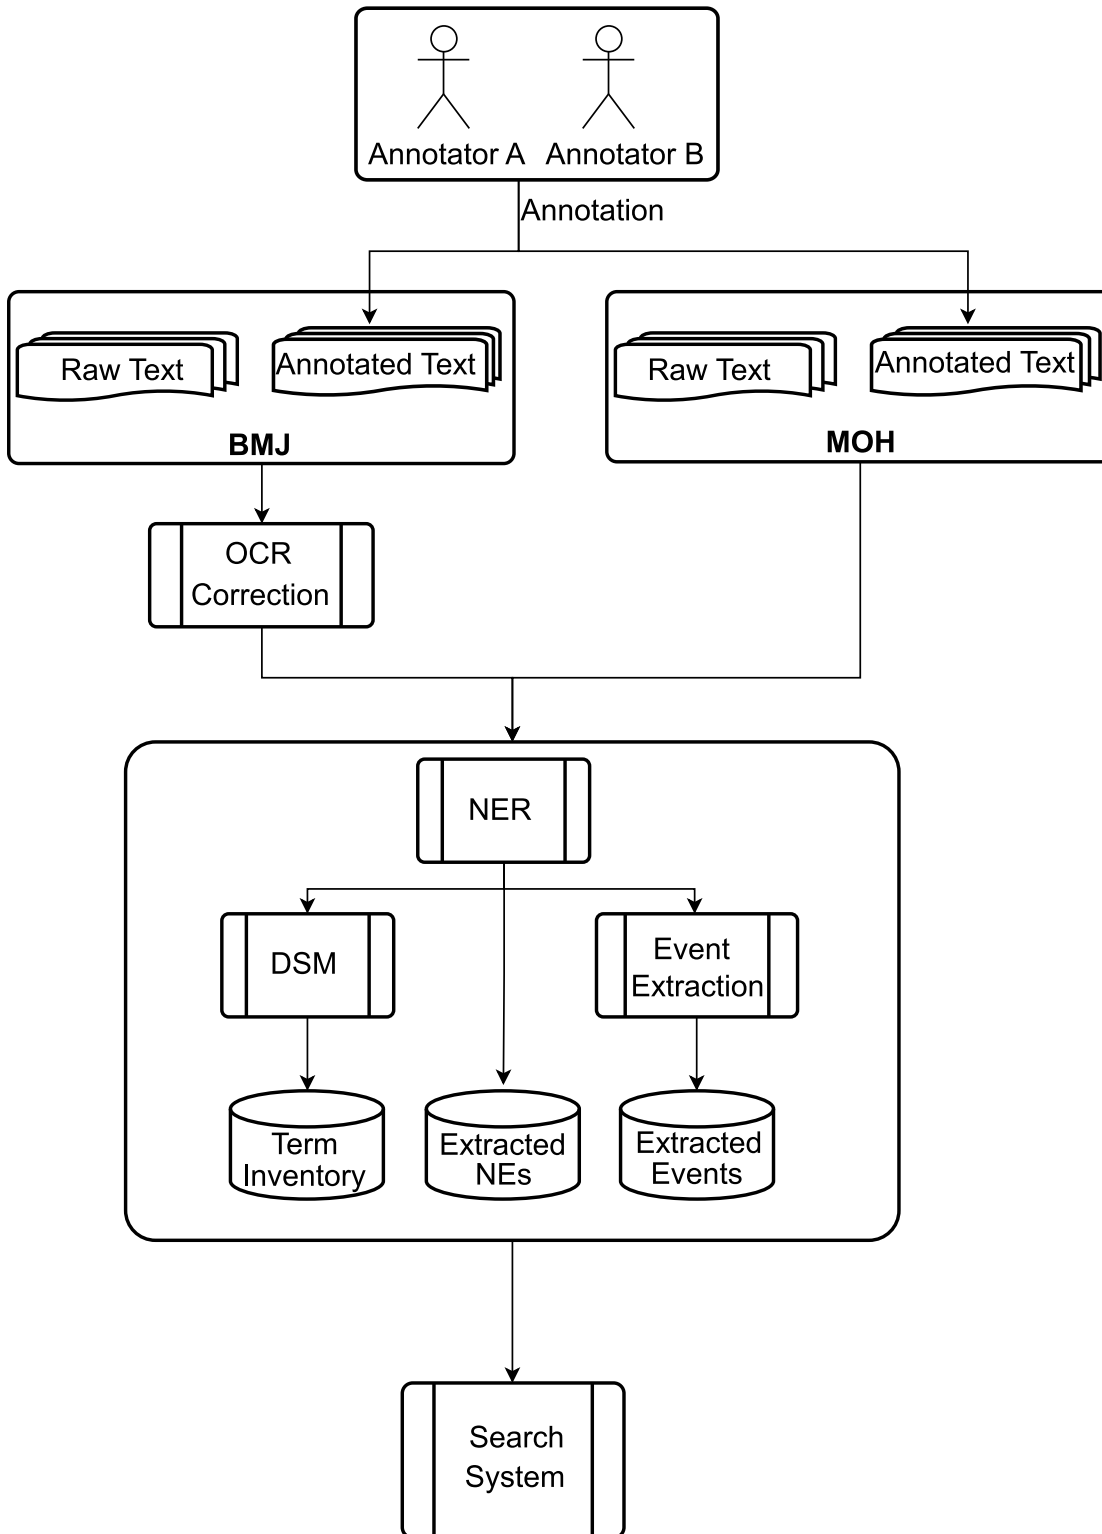 Annotator A
Annotator B
Annotation
Raw Text
Annotated Text
BMJ
Raw Text
Annotated Text
MOH
OCR
Correction
NER
DSM
Event
Extraction
Term
Inventory
Extracted
NEs
Extracted
Events
Search
System